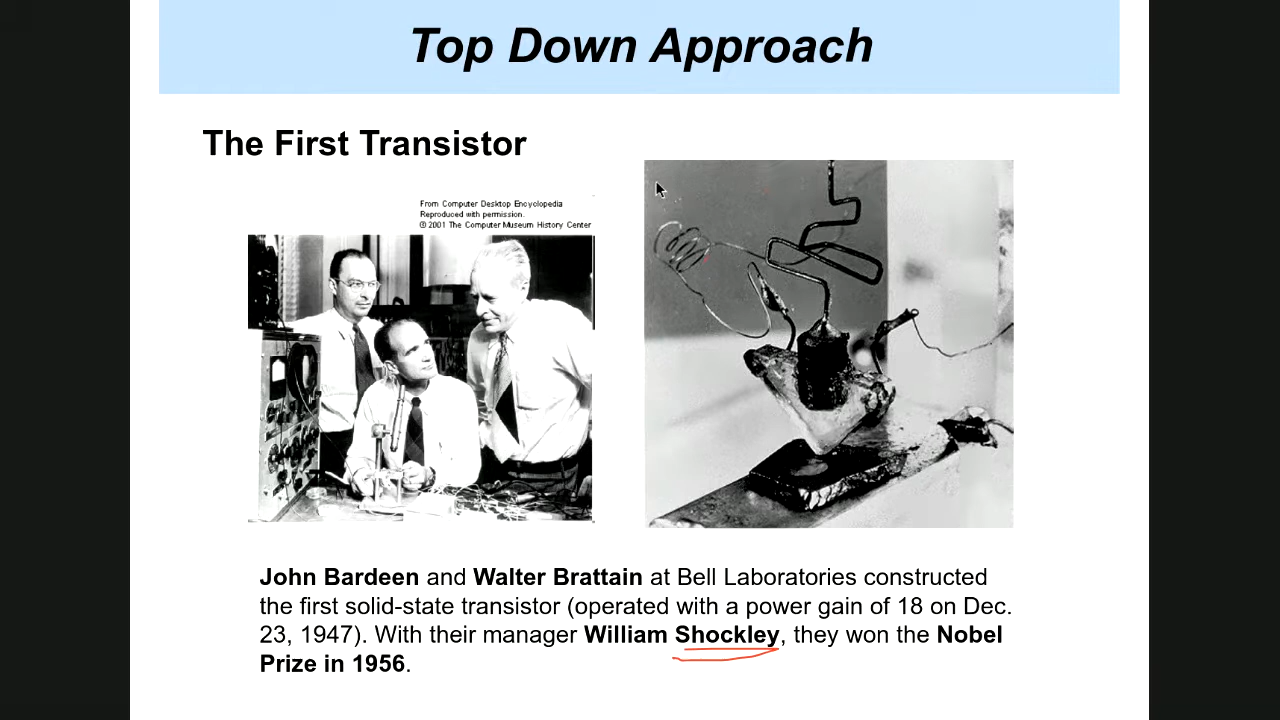 Top Down Approach
The First Transistor
From Computer Desktop Encyclopedia
Reproduced with permission.
© 2001 The Computer Museum History Center
John Bardeen and Walter Brattain at Bell Laboratories constructed
the first solid-state transistor (operated with a power gain of 18 on Dec.
23, 1947). With their manager William Shockley, they won the Nobel
Prize in 1956.